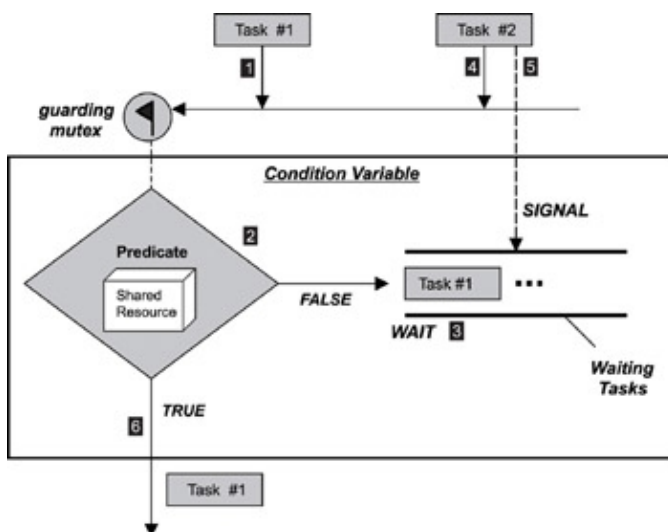 Task #1
Task #2
1
4
5
guarding
mutex
Condition Variable
SIGNAL
2
Predicate
Shared
Resource
FALSE
Task #1
WAIT 3
Waiting
Tasks
6
TRUE
Task #1